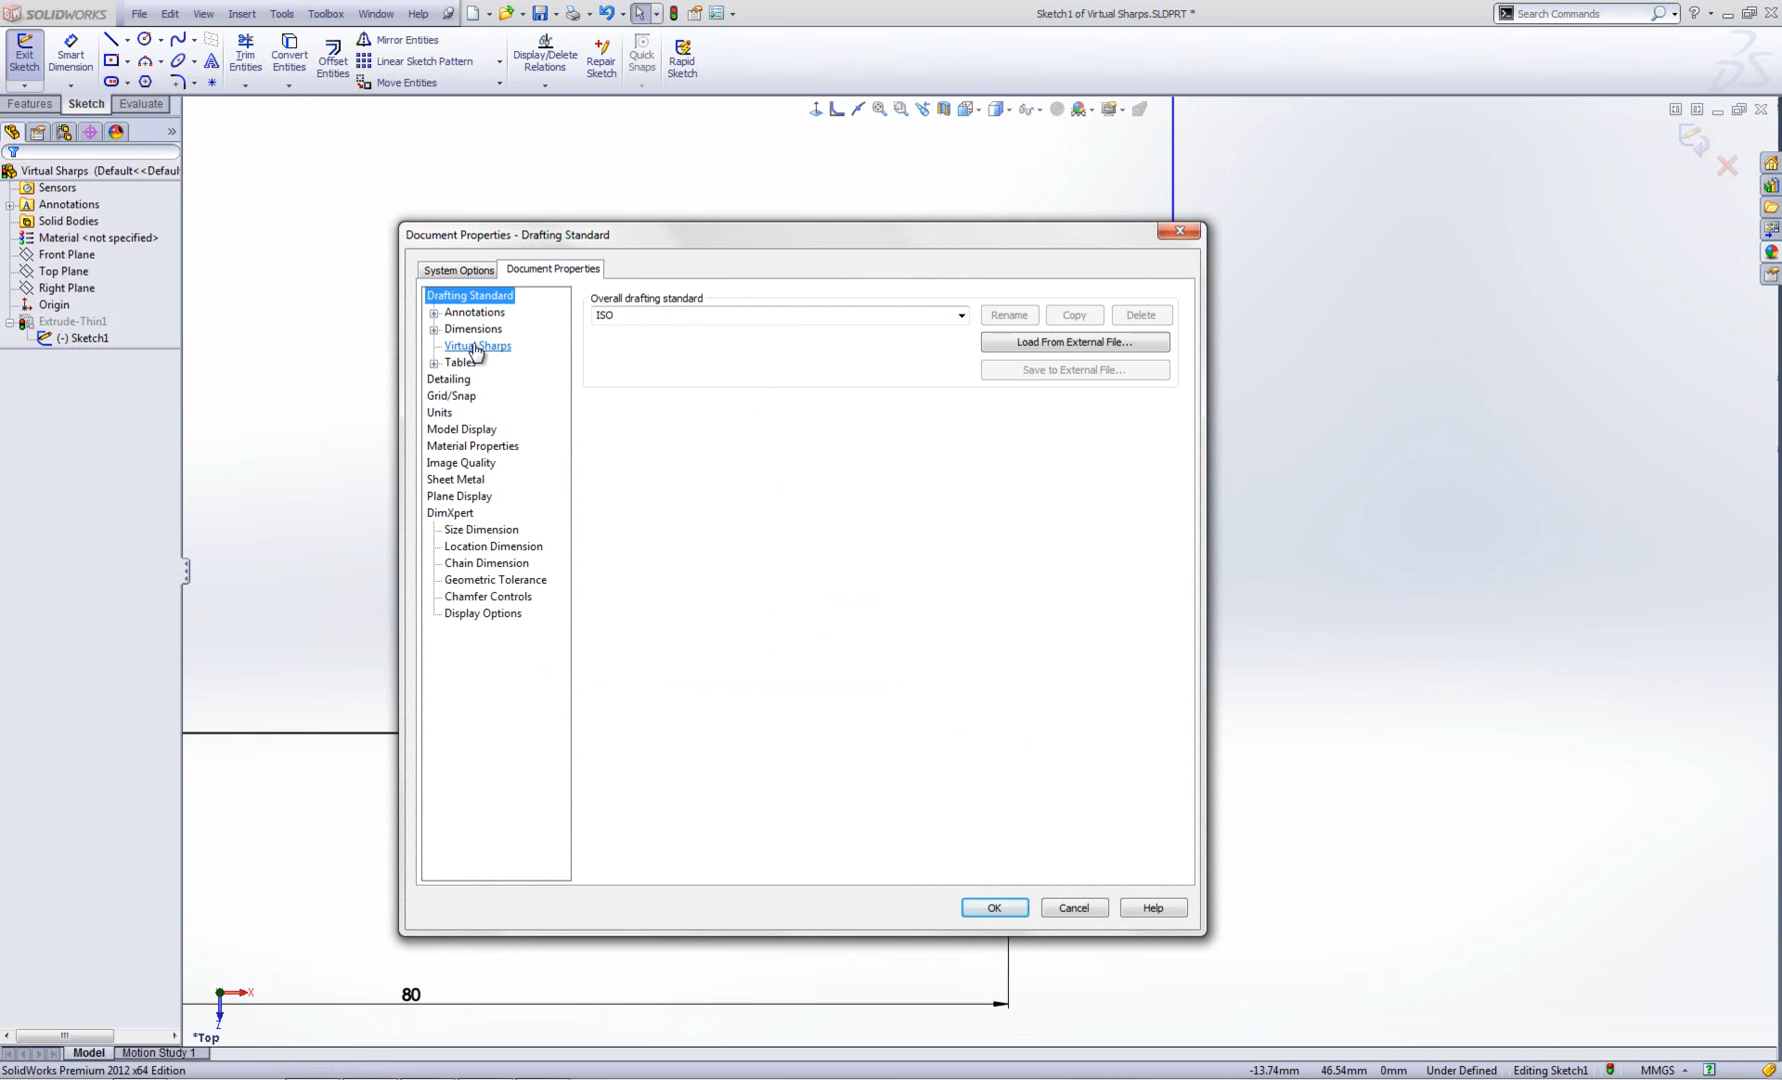 SOLIDWORKS File Edit View Insert Tools Toolbox Window Help Sketch1 of Virtual Sharps.SLDPRT * Search Commands
Exit Sketch
Smart Dimension
Trim Entities
Convert Entities
Offset Entities
Mirror Entities
Linear Sketch Pattern
Move Entities
Display/Delete Relations
Repair Sketch
Quick Snaps
Rapid Sketch
Features Sketch Evaluate
Virtual Sharps (Default<<Defaul
Sensors
Annotations
Solid Bodies
Material <not specified>
Front Plane
Top Plane
Right Plane
Origin
Extrude-Thin1
(-) Sketch1
Document Properties - Drafting Standard
System Options Document Properties
Drafting Standard
Annotations
Dimensions
Virtual Sharps
Tables
Detailing
Grid/Snap
Units
Model Display
Material Properties
Image Quality
Sheet Metal
Plane Display
DimXpert
Size Dimension
Location Dimension
Chain Dimension
Geometric Tolerance
Chamfer Controls
Display Options
Overall drafting standard
ISO
Rename Copy Delete
Load From External File...
Save to External File...
OK Cancel Help
80
X
Z
*Top
Model Motion Study 1
SolidWorks Premium 2012 x64 Edition -13.74mm 46.54mm 0mm Under Defined Editing Sketch1 MMGS